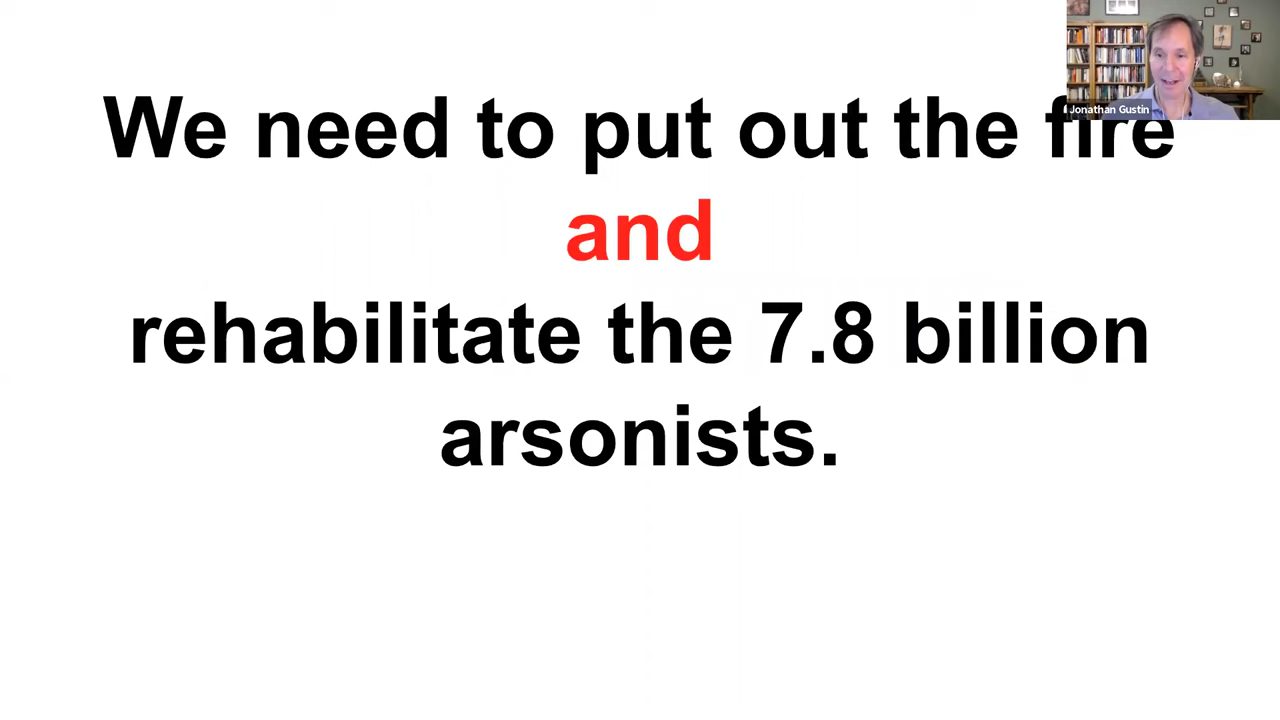 We need to put out the fire
and
rehabilitate the 7.8 billion
arsonists.
Jonathan Gustin